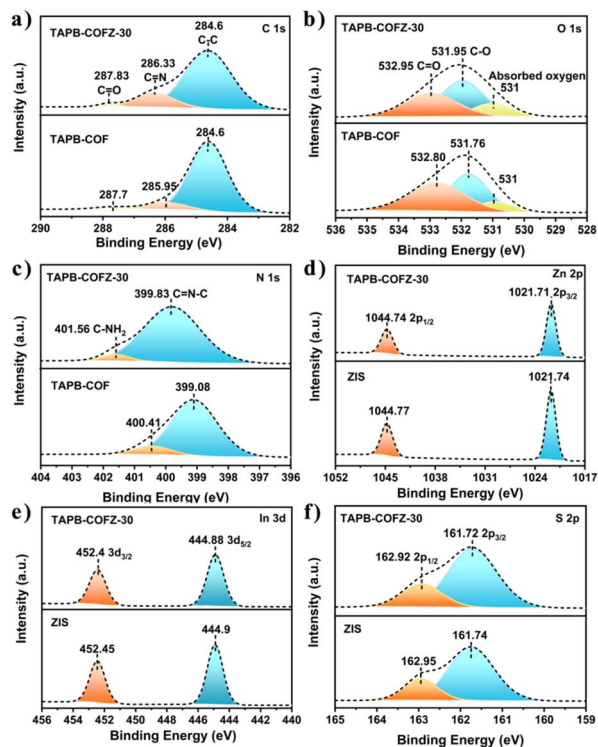 a)
TAPB-COFZ-30
284.6
C 1s
C-C
286.33
C=N
287.83
C=O
TAPB-COF
284.6
285.95
287.7
Intensity (a.u.)
290 288 286 284 282
Binding Energy (eV)
b)
TAPB-COFZ-30
O 1s
531.95 C-O
532.95 C=O
Absorbed oxygen
531
TAPB-COF
531.76
532.80
531
Intensity (a.u.)
536 535 534 533 532 531 530 529 528
Binding Energy (eV)
c)
N 1s
TAPB-COFZ-30
399.83 C=N-C
401.56 C-NH2
TAPB-COF
399.08
400.41
Intensity (a.u.)
404 403 402 401 400 399 398 397 396
Binding Energy (eV)
d)
Zn 2p
TAPB-COFZ-30
1021.71 2p3/2
1044.74 2p1/2
ZIS
1021.74
1044.77
Intensity (a.u.)
1052 1045 1038 1031 1024 1017
Binding Energy (eV)
e)
In 3d
TAPB-COFZ-30
444.88 3d5/2
452.4 3d3/2
ZIS
444.9
452.45
Intensity (a.u.)
456 454 452 450 448 446 444 442 440
Binding Energy (eV)
f)
S 2p
TAPB-COFZ-30
161.72 2p3/2
162.92 2p1/2
ZIS
161.74
162.95
Intensity (a.u.)
165 164 163 162 161 160 159
Binding Energy (eV)